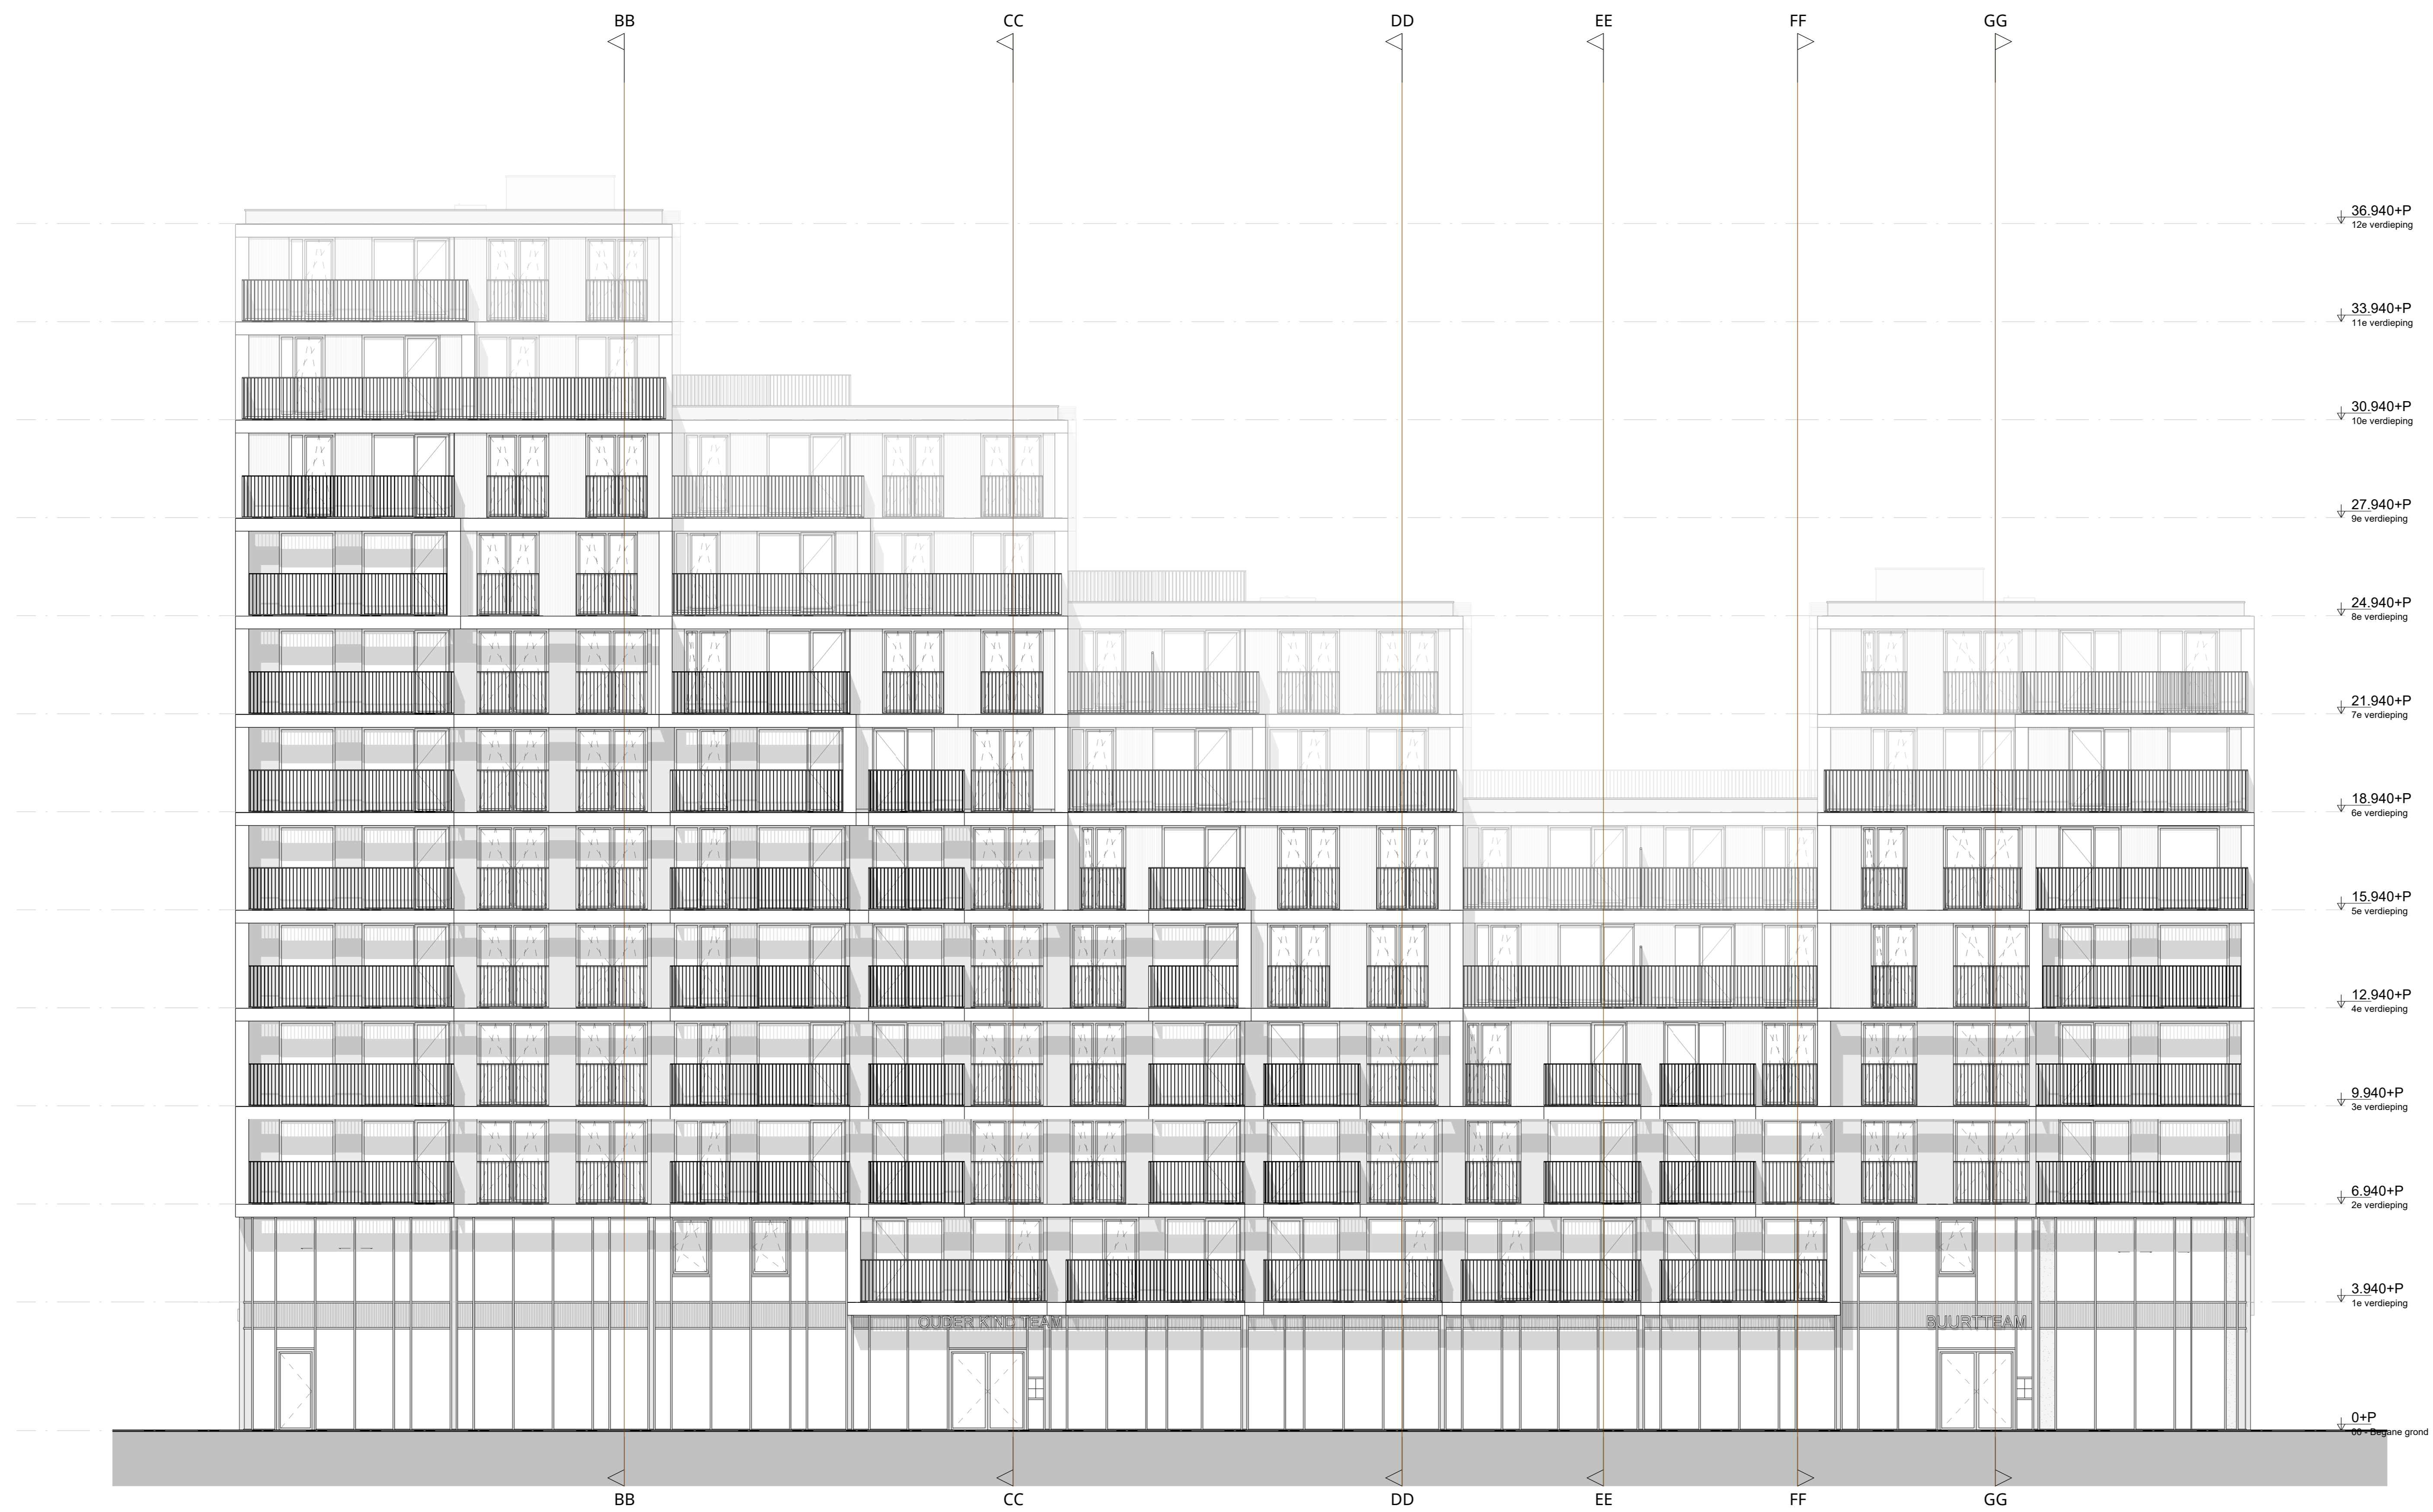 BB CC DD EE FF GG
36.940+P
12e verdieping
33.940+P
11e verdieping
30.940+P
10e verdieping
27.940+P
9e verdieping
24.940+P
8e verdieping
21.940+P
7e verdieping
18.940+P
6e verdieping
15.940+P
5e verdieping
12.940+P
4e verdieping
9.940+P
3e verdieping
6.940+P
2e verdieping
3.940+P
1e verdieping
OUDER KIND TEAM
BUURTTEAM
0+P
00 - Begane grond
BB CC DD EE FF GG